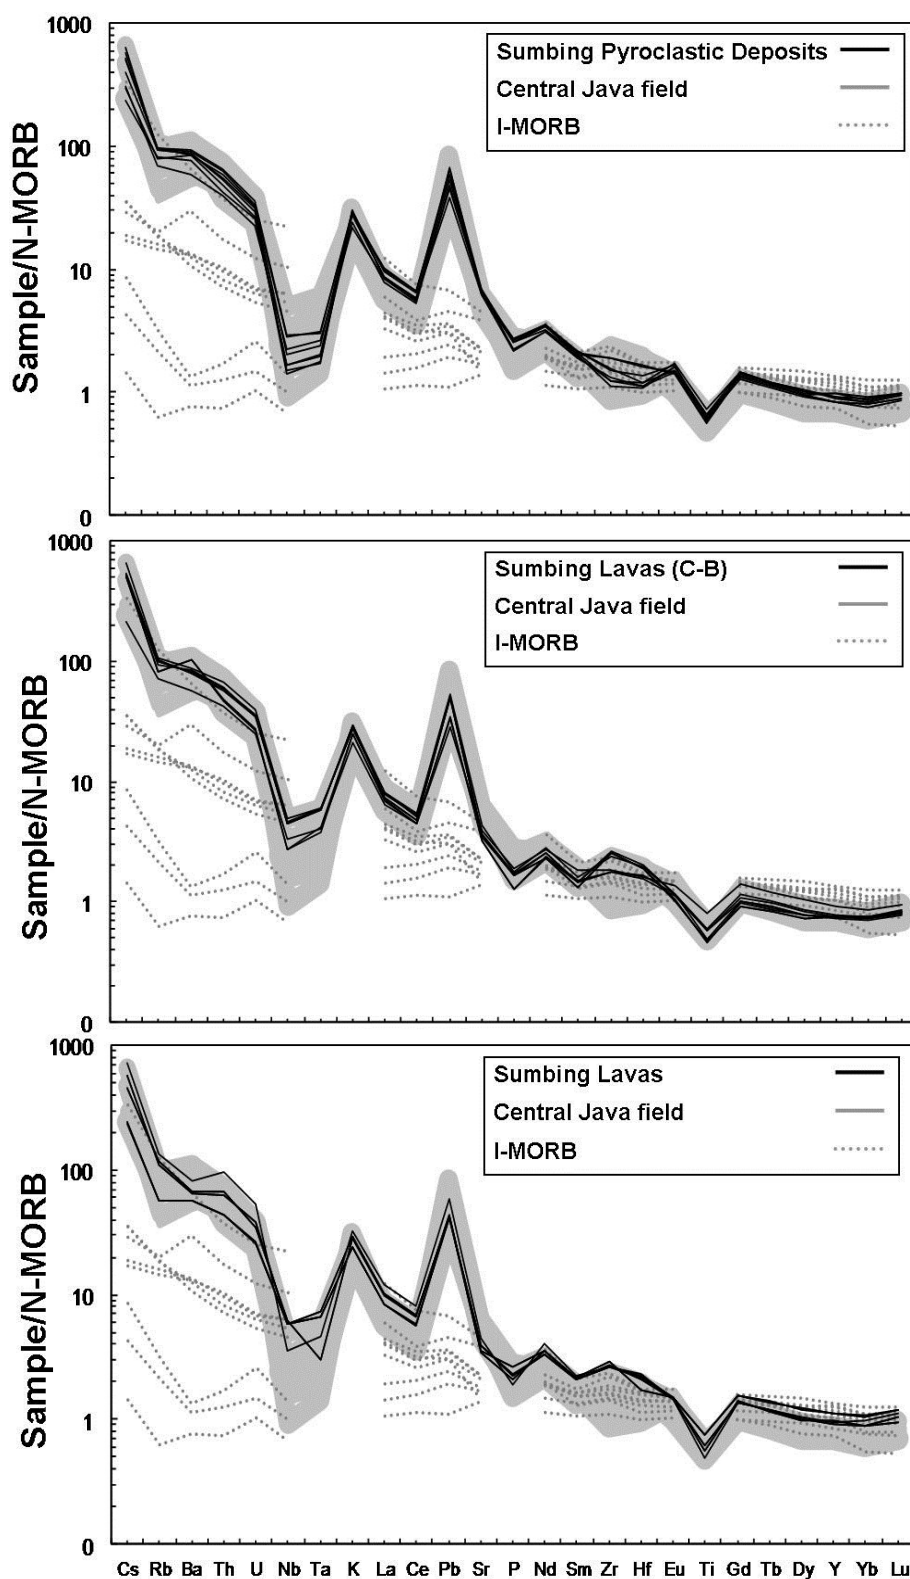 1000
100
10
1
0
Sample/N-MORB
Sumbing Pyroclastic Deposits
Central Java field
I-MORB
1000
100
10
1
0
Sample/N-MORB
Sumbing Lavas (C-B)
Central Java field
I-MORB
1000
100
10
1
0
Sample/N-MORB
Sumbing Lavas
Central Java field
I-MORB
Cs Rb Ba Th U Nb Ta K La Ce Pb Sr P Nd Sm Zr Hf Eu Ti Gd Tb Dy Y Yb Lu